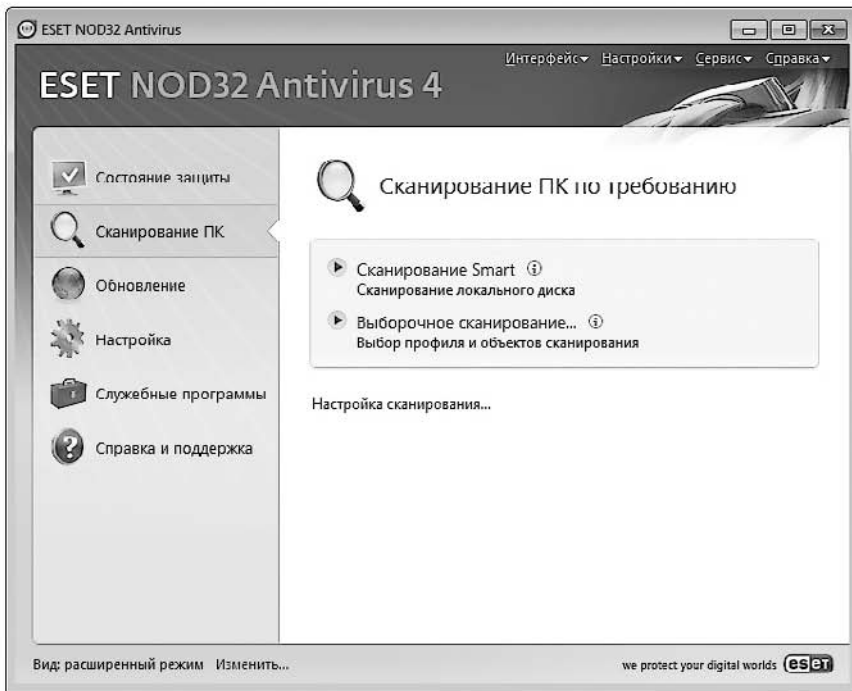 ESET NOD32 Antivirus
Интерфейс Настройки Сервис Справка
ESET NOD32 Antivirus 4
Состояние защиты
Сканирование ПК
Обновление
Настройка
Служебные программы
Справка и поддержка
Сканирование ПК по требованию
Сканирование Smart
Сканирование локального диска
Выборочное сканирование...
Выбор профиля и объектов сканирования
Настройка сканирования...
Вид: расширенный режим Изменить...
we protect your digital worlds eset